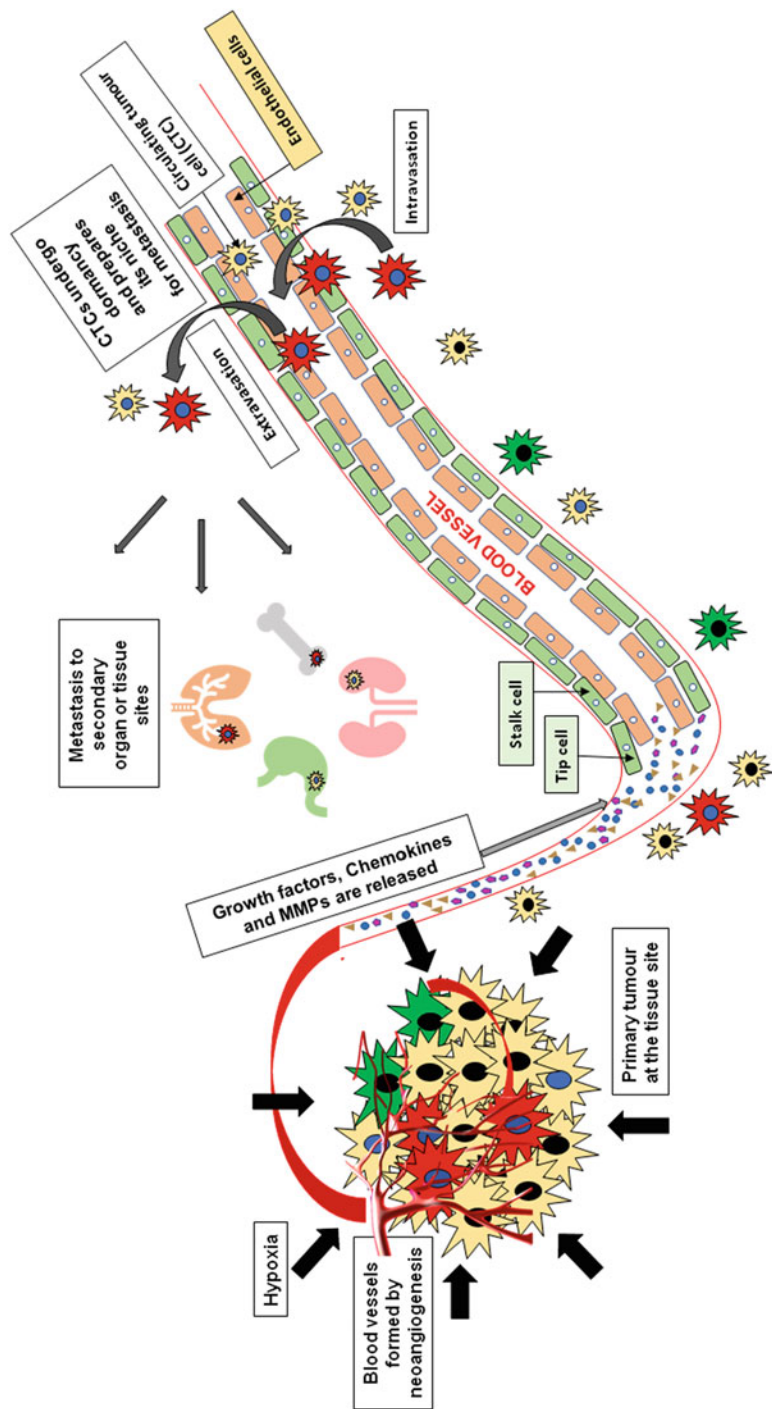 Hypoxia
Blood vessels
formed by
neoangiogenesis
Primary tumour
at the tissue site
Growth factors, Chemokines
and MMPs are released
Tip cell
Stalk cell
BLOOD VESSEL
Metastasis to
secondary
organ or tissue
sites
Extravasation
CTCs undergo
dormancy
and prepares
its niche
for metastasis
Circulating tumour
cell (CTC)
Endothelial cells
Intravasation